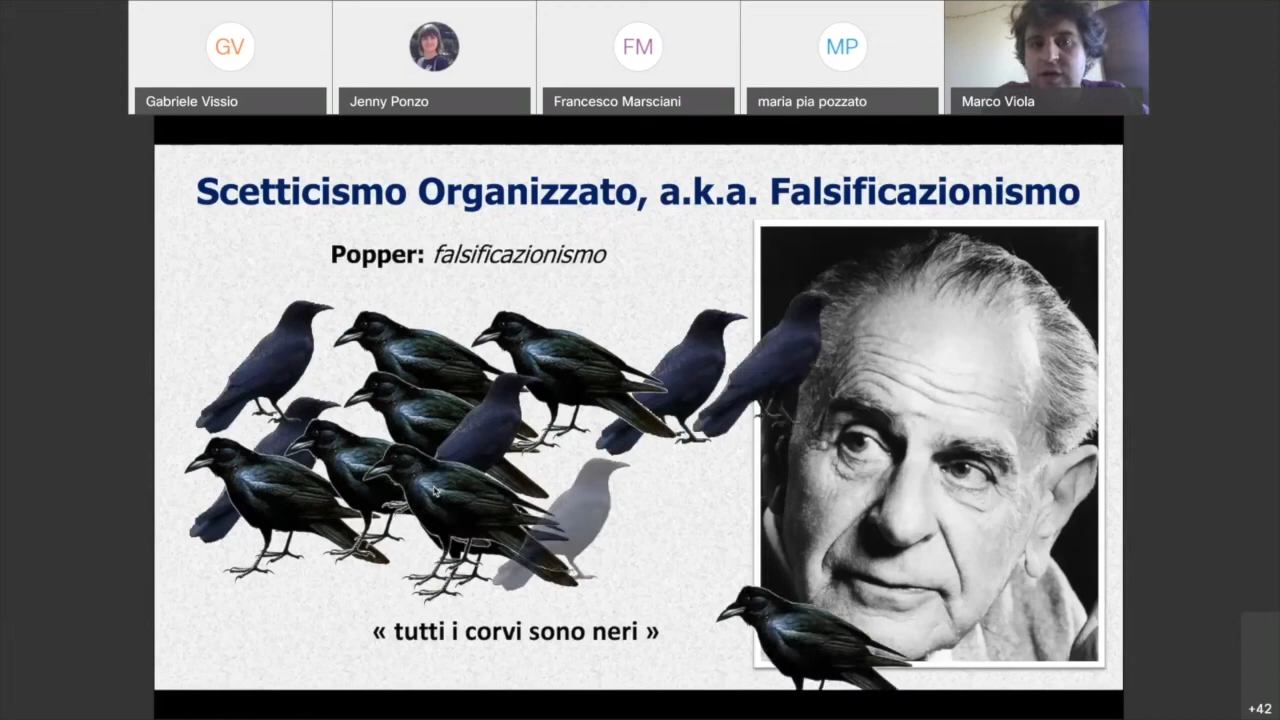 GV
Gabriele Vissio
Jenny Ponzo
FM
Francesco Marsciani
MP
maria pia pozzato
Marco Viola
Scetticismo Organizzato, a.k.a. Falsificazionismo
Popper: falsificazionismo
« tutti i corvi sono neri »
+42